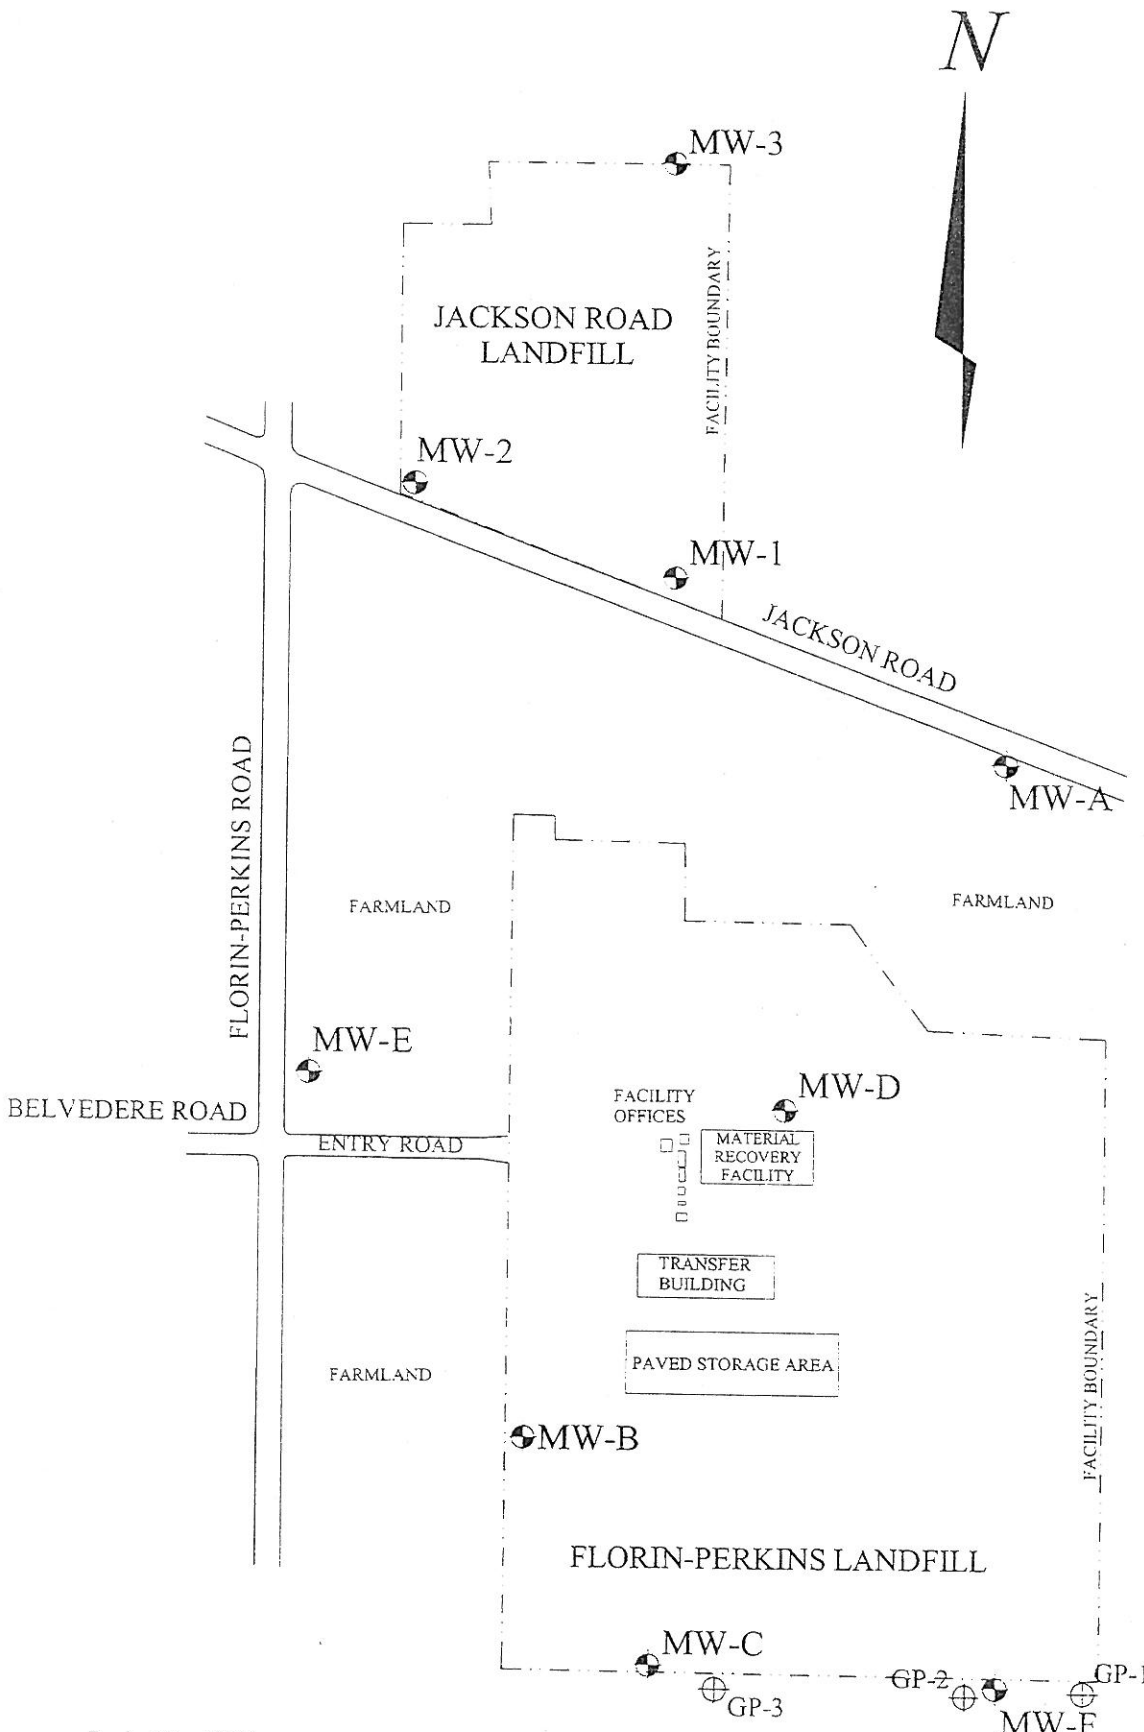 N
MW-3
JACKSON ROAD
LANDFILL
FACILITY BOUNDARY
MW-2
MW-1
JACKSON ROAD
MW-A
FLORIN-PERKINS ROAD
FARMLAND
FARMLAND
MW-E
BELVEDERE ROAD
ENTRY ROAD
FACILITY
OFFICES
MW-D
MATERIAL
RECOVERY
FACILITY
TRANSFER
BUILDING
PAVED STORAGE AREA
FARMLAND
FACILITY BOUNDARY
MW-B
FLORIN-PERKINS LANDFILL
MW-C
GP-3
GP-2
GP-1